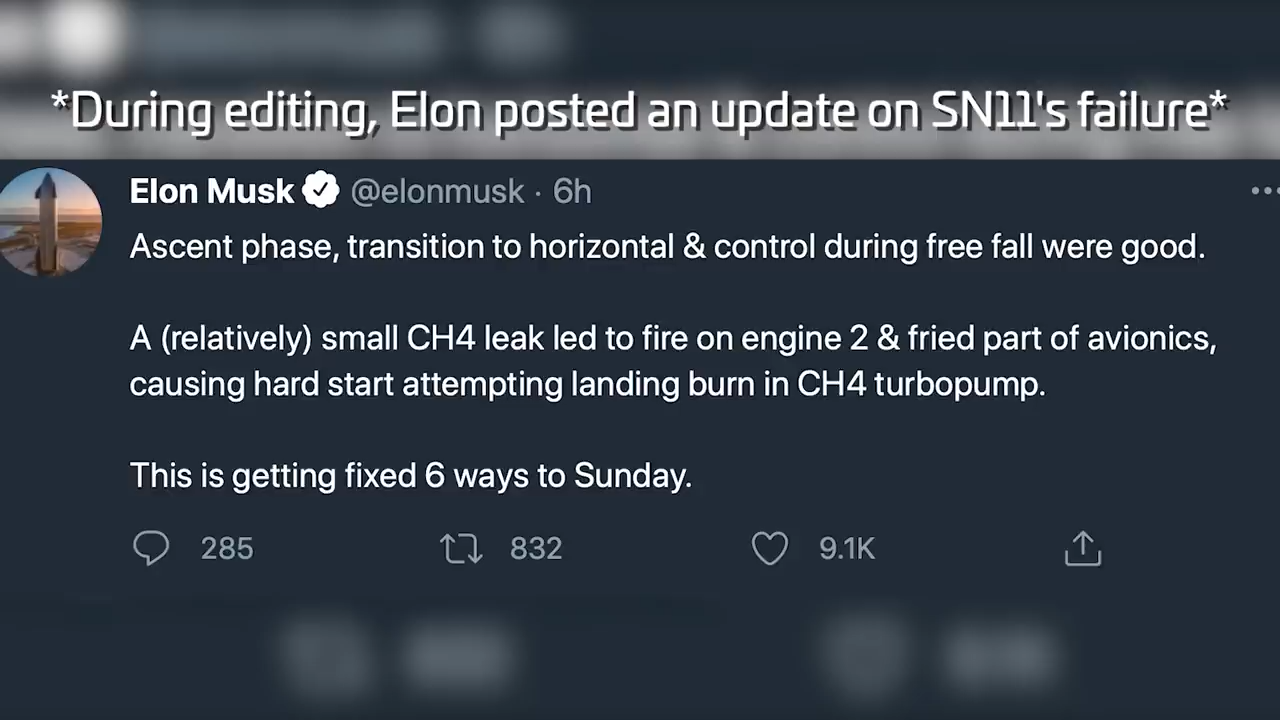 *During editing, Elon posted an update on SN11's failure*
Elon Musk @elonmusk · 6h
Ascent phase, transition to horizontal & control during free fall were good.
A (relatively) small CH4 leak led to fire on engine 2 & fried part of avionics,
causing hard start attempting landing burn in CH4 turbopump.
This is getting fixed 6 ways to Sunday.
285 832 9.1K